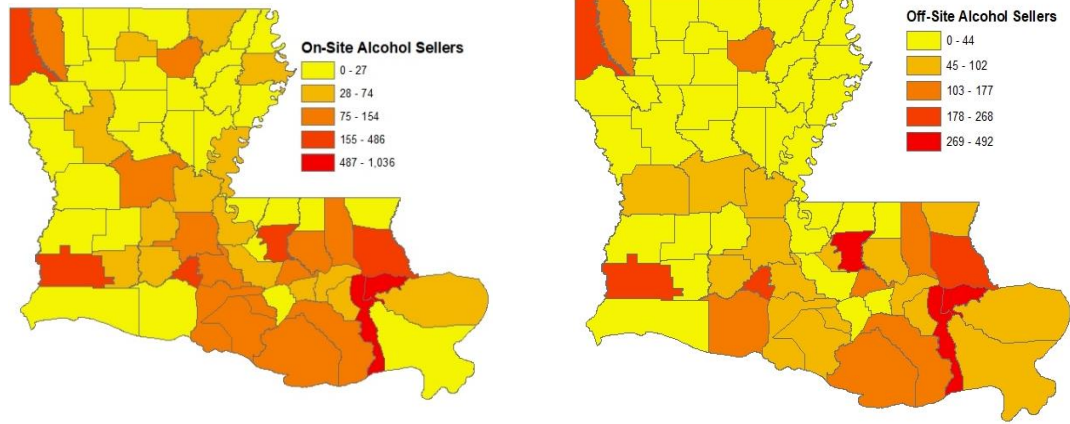 On-Site Alcohol Sellers
0 - 27
28 - 74
75 - 154
155 - 486
487 - 1,036
Off-Site Alcohol Sellers
0 - 44
45 - 102
103 - 177
178 - 268
269 - 492